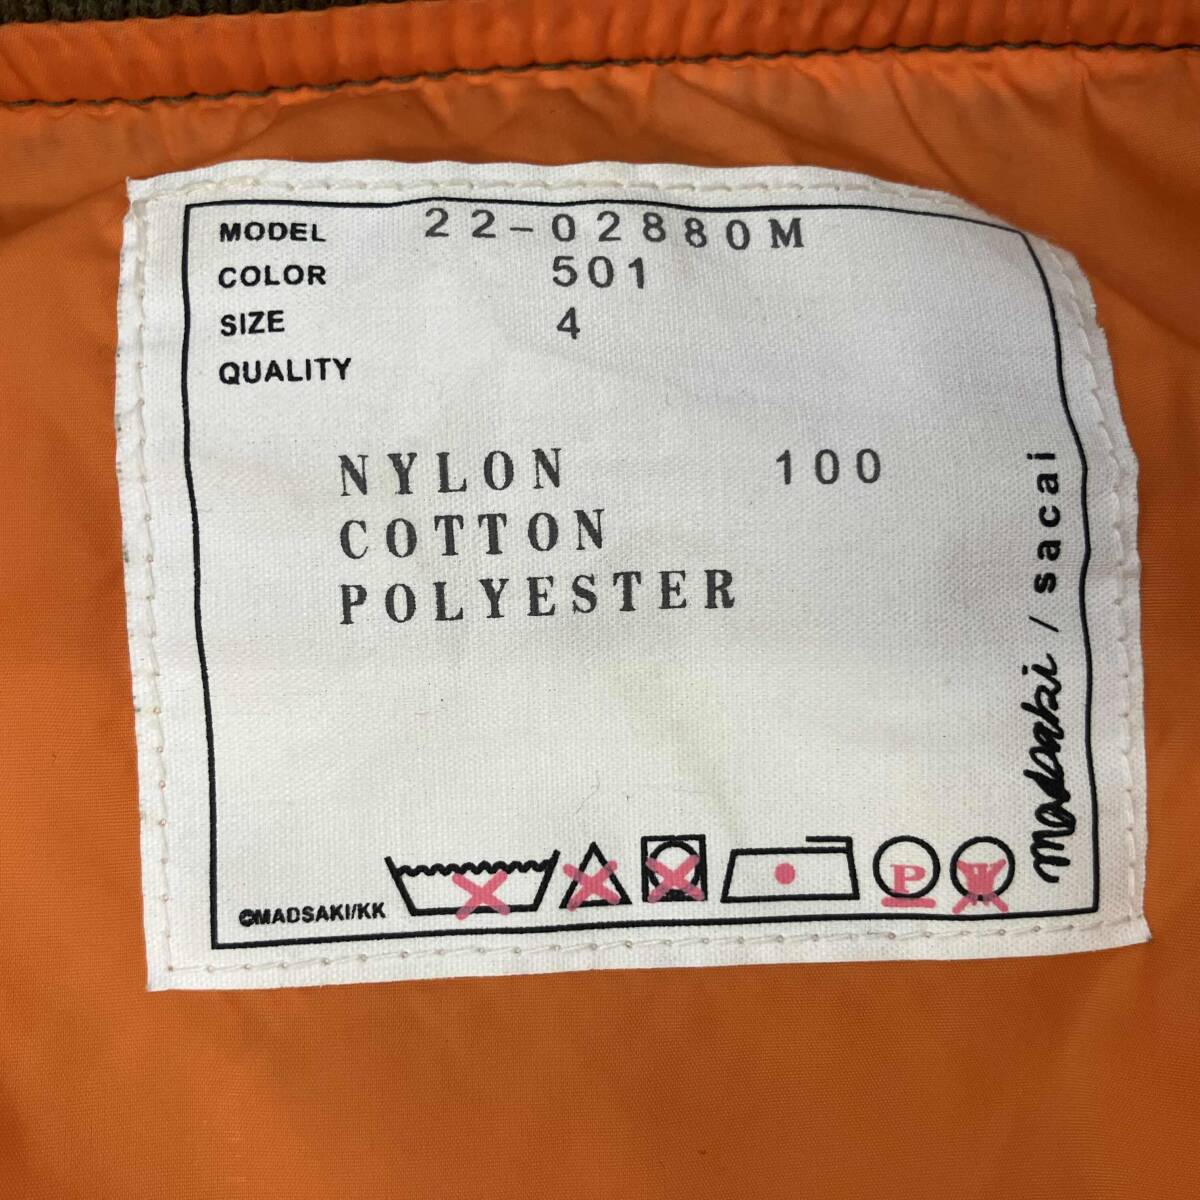 MODEL 22-02880M
COLOR 501
SIZE 4
QUALITY
NYLON 100
COTTON
POLYESTER
madsaki / sacai
©MADSAKI/KK
P
W